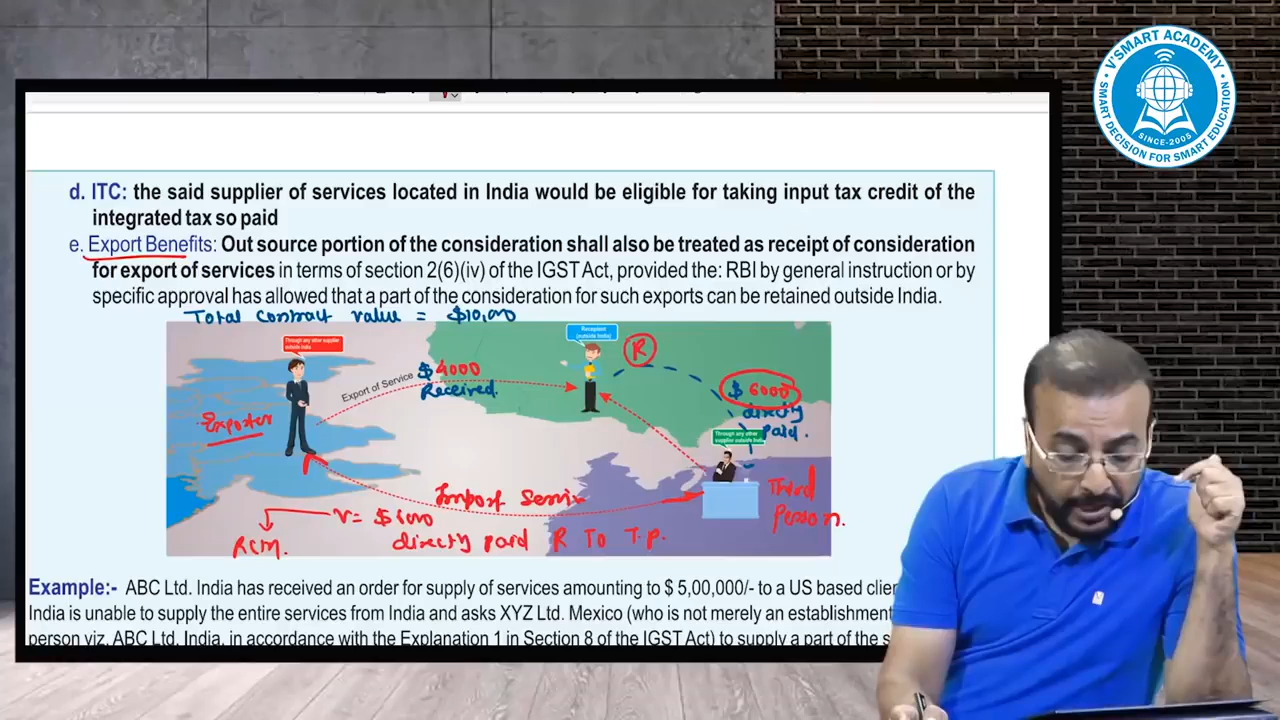 V'SMART ACADEMY
SINCE-2005
SMART DECISION FOR SMART EDUCATION
d. ITC: the said supplier of services located in India would be eligible for taking input tax credit of the
integrated tax so paid
e. Export Benefits: Out source portion of the consideration shall also be treated as receipt of consideration
for export of services in terms of section 2(6)(iv) of the IGST Act, provided the: RBI by general instruction or by
specific approval has allowed that a part of the consideration for such exports can be retained outside India.
Total contract value = $10,000
Through any other supplier
outside India
Recepient
(outside India)
R
Export of Service
$ 4000
Received.
$ 6000
directly
paid.
Exporter
Through any other
supplier outside India
Import Servic
Third
Person.
V= $6000
RCM.
directly paid R To T.P.
Example:- ABC Ltd. India has received an order for supply of services amounting to $ 5,00,000/- to a US based clien
India is unable to supply the entire services from India and asks XYZ Ltd. Mexico (who is not merely an establishment
person viz. ABC Ltd. India, in accordance with the Explanation 1 in Section 8 of the IGST Act) to supply a part of the s